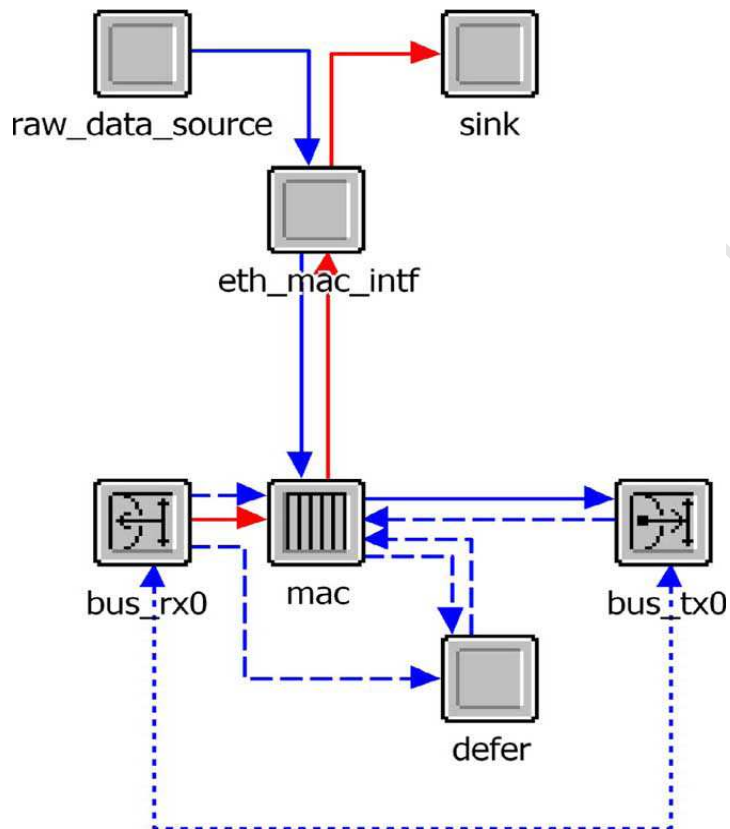 raw_data_source
sink
eth_mac_intf
bus_rx0
mac
bus_tx0
defer